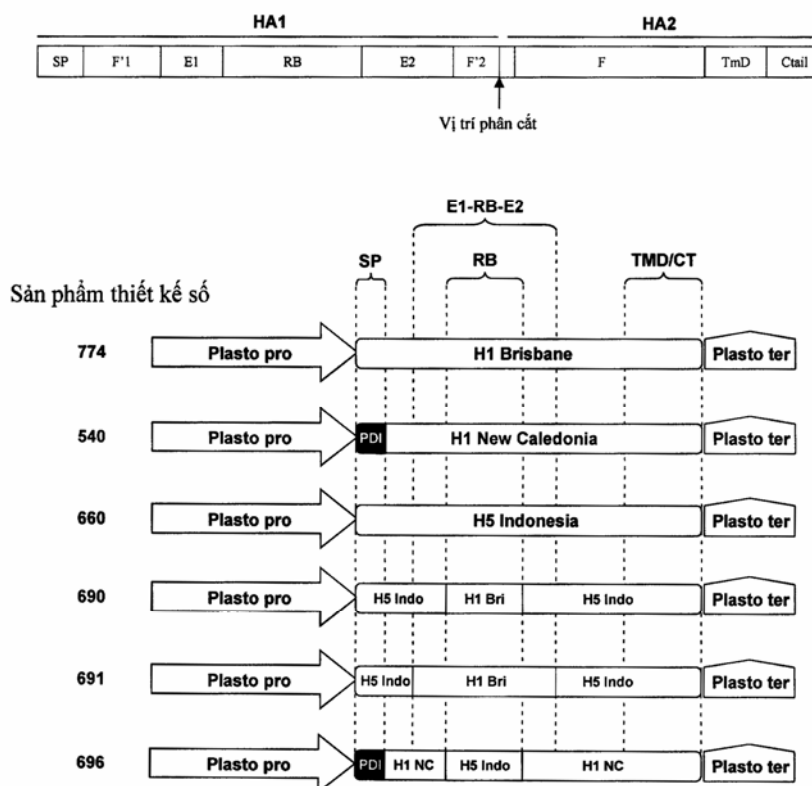 HA1 HA2
SP F'1 E1 RB E2 F'2 F TmD Ctail
Vị trí phân cắt
E1-RB-E2
SP RB TMD/CT
Sản phẩm thiết kế số
774 Plasto pro H1 Brisbane Plasto ter
540 Plasto pro PDI H1 New Caledonia Plasto ter
660 Plasto pro H5 Indonesia Plasto ter
690 Plasto pro H5 Indo H1 Bri H5 Indo Plasto ter
691 Plasto pro H5 Indo H1 Bri H5 Indo Plasto ter
696 Plasto pro PDI H1 NC H5 Indo H1 NC Plasto ter